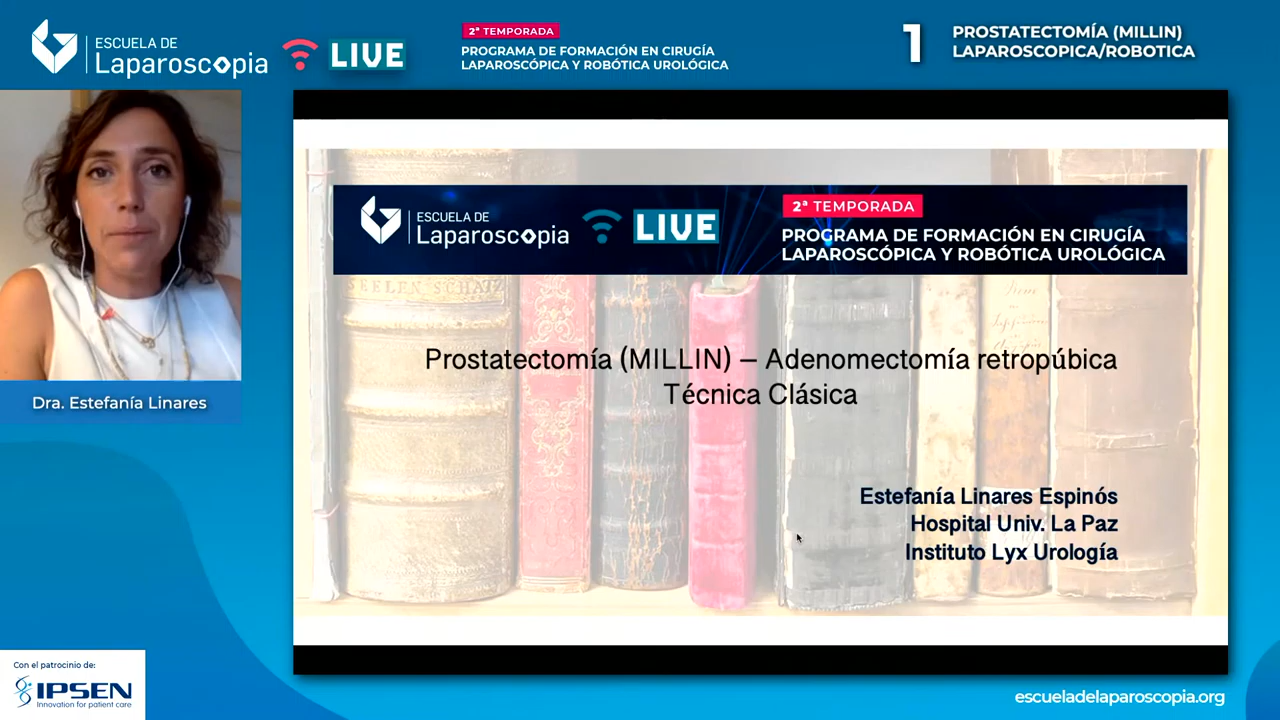 ESCUELA DE
Laparoscopia
LIVE
2ª TEMPORADA
PROGRAMA DE FORMACIÓN EN CIRUGÍA
LAPAROSCÓPICA Y ROBÓTICA UROLÓGICA
1
PROSTATECTOMÍA (MILLIN)
LAPAROSCOPICA/ROBOTICA
ESCUELA DE
Laparoscopia
LIVE
2ª TEMPORADA
PROGRAMA DE FORMACIÓN EN CIRUGÍA
LAPAROSCÓPICA Y ROBÓTICA UROLÓGICA
SEELEN SCHATZ
Prostatectomía (MILLIN) – Adenomectomía retropúbica
Técnica Clásica
Estefanía Linares Espinós
Hospital Univ. La Paz
Instituto Lyx Urología
Dra. Estefanía Linares
Con el patrocinio de:
IPSEN
Innovation for patient care
escueladelaparoscopia.org